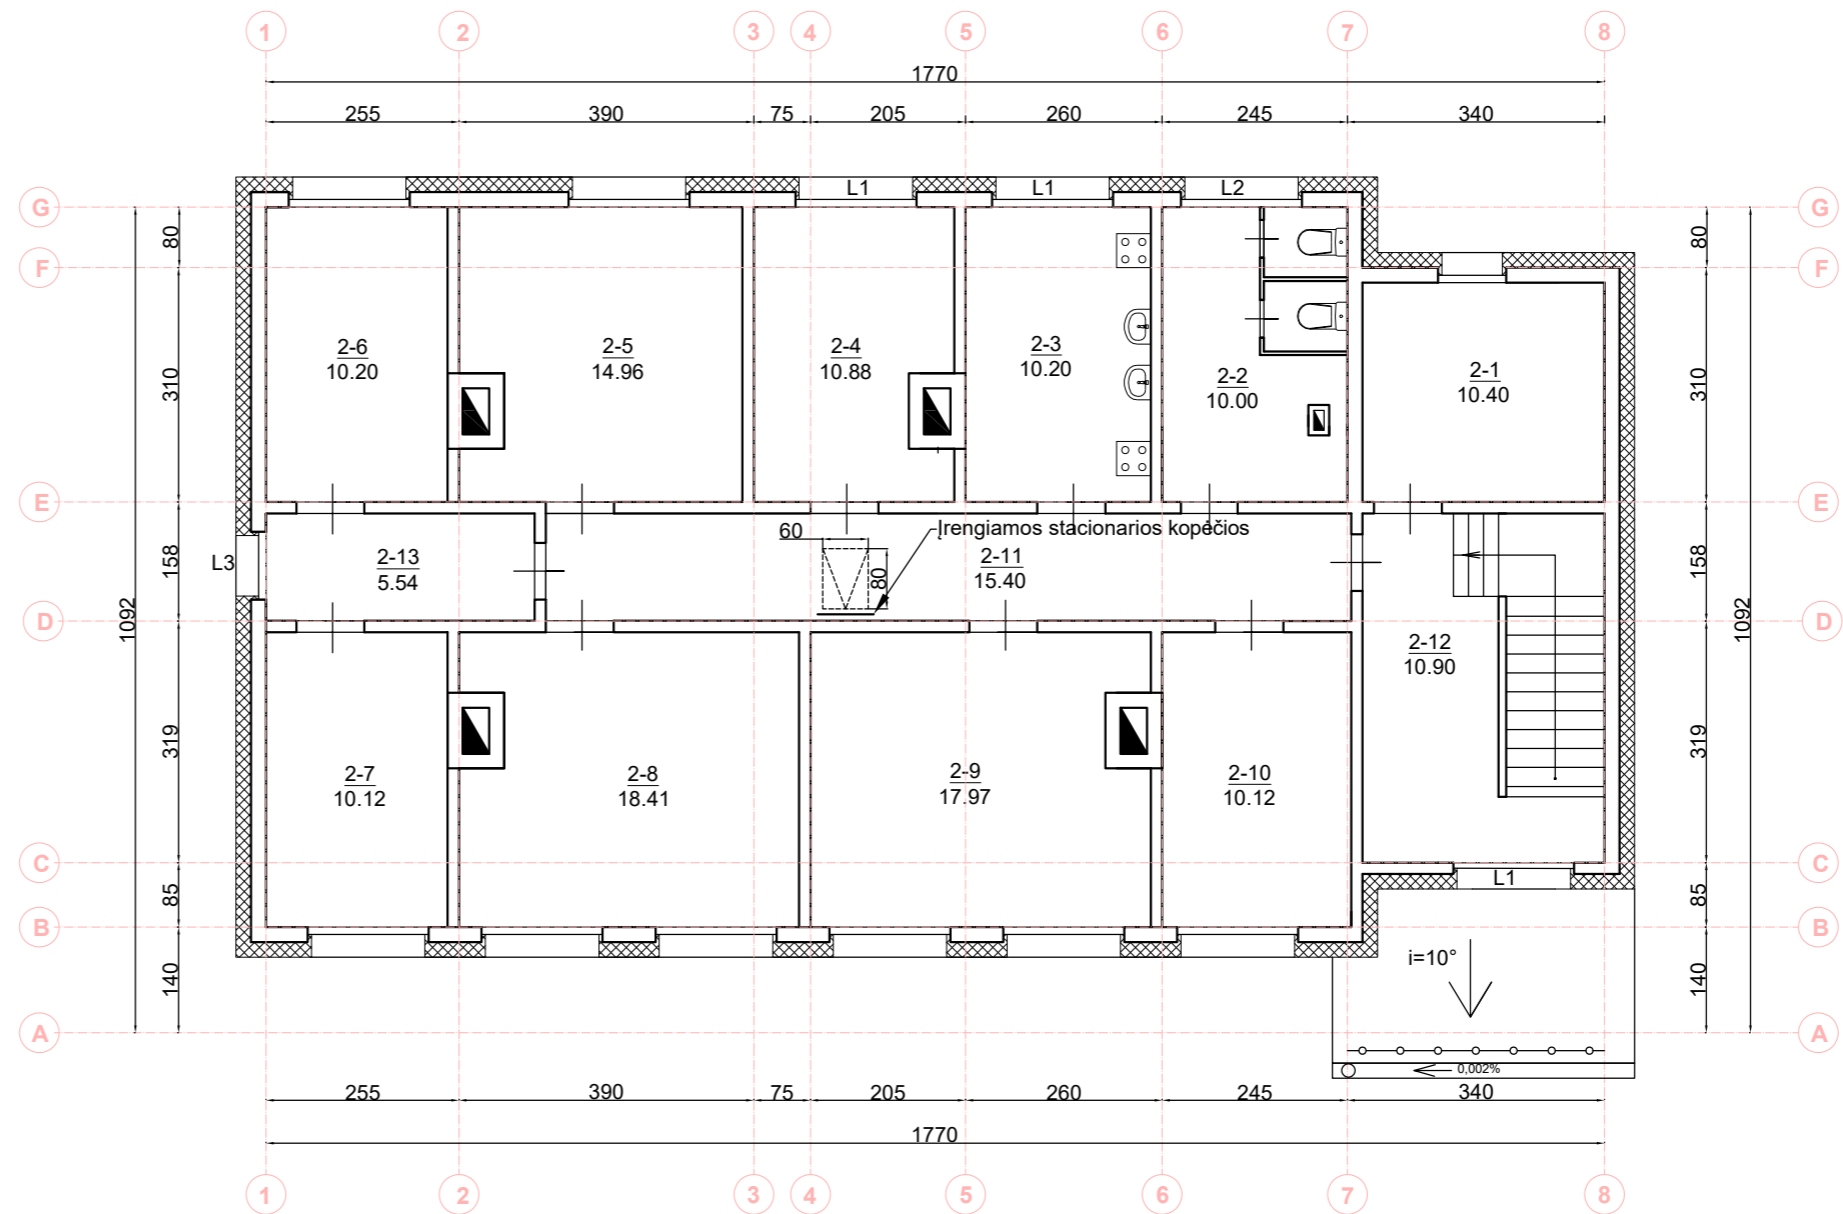 1 2 3 4 5 6 7 8
1770
255 390 75 205 260 245 340
L1 L1 L2
G G
80 80
F F
310 310
2-6
10.20
2-5
14.96
2-4
10.88
2-3
10.20
2-2
10.00
2-1
10.40
E E
Įrengiamos stacionarios kopėčios
60
80
158 158
L3
2-13
5.54
2-11
15.40
1092 1092
D D
2-12
10.90
319 319
2-7
10.12
2-8
18.41
2-9
17.97
2-10
10.12
C C
L1
85 85
B B
i=10°
140 140
A A
0,002%
255 390 75 205 260 245 340
1770
1 2 3 4 5 6 7 8